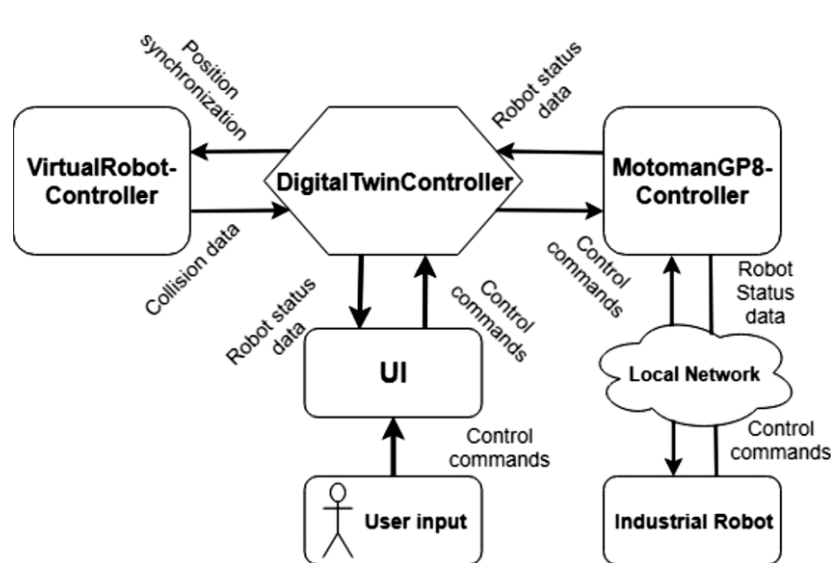 Position
synchronization
Robot status
data
VirtualRobot-
Controller
DigitalTwinController
MotomanGP8-
Controller
Collision data
Robot status
data
Control
commands
Control
commands
Robot
Status
data
UI
Local Network
Control
commands
Control
commands
User input
Industrial Robot